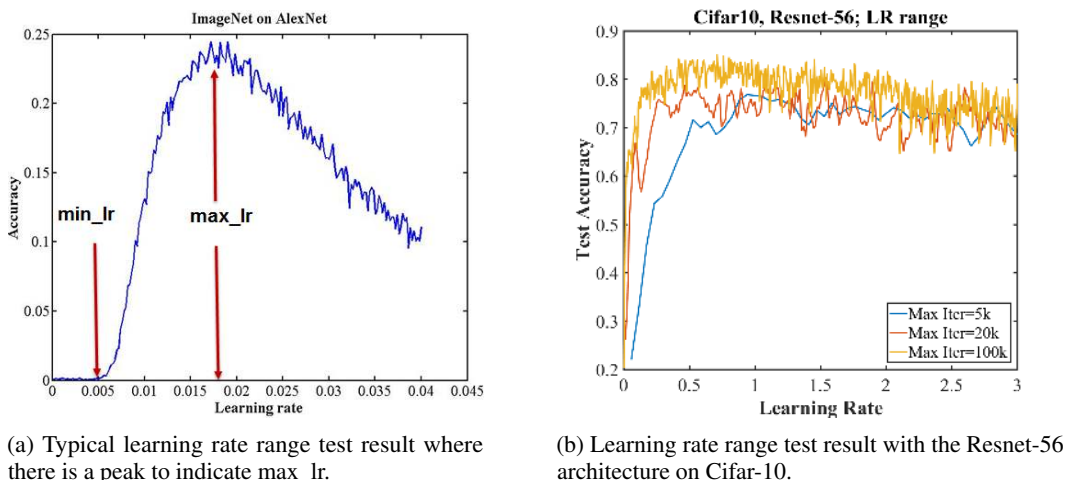 ImageNet on AlexNet
0.25
0.2
0.15
0.1
0.05
0
Accuracy
min_lr
max_lr
0 0.005 0.01 0.015 0.02 0.025 0.03 0.035 0.04 0.045
Learning rate
(a) Typical learning rate range test result where
there is a peak to indicate max_lr.
Cifar10, Resnet-56; LR range
0.9
0.8
0.7
0.6
0.5
0.4
0.3
0.2
Test Accuracy
Max Iter=5k
Max Iter=20k
Max Iter=100k
0 0.5 1 1.5 2 2.5 3
Learning Rate
(b) Learning rate range test result with the Resnet-56
architecture on Cifar-10.